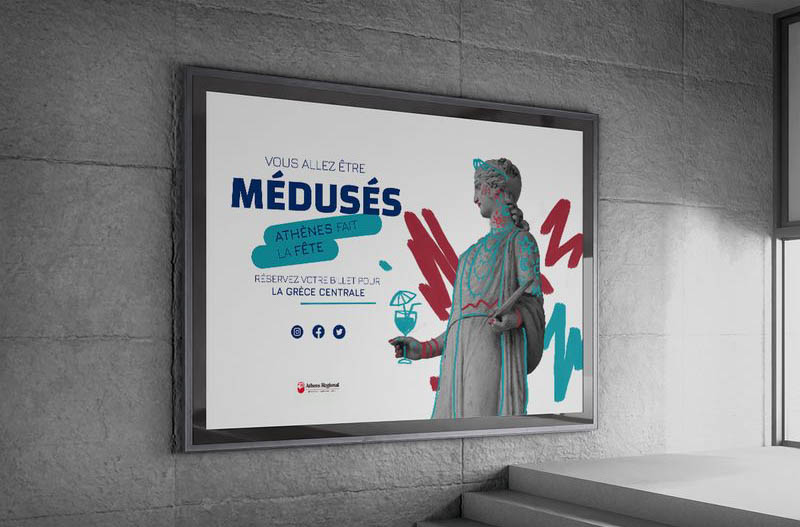 VOUS ALLEZ ÊTRE
MÉDUSÉS
ATHÈNES FAIT
LA FÊTE
RÉSERVEZ VOTRE BILLET POUR
LA GRÈCE CENTRALE
Athens Regional